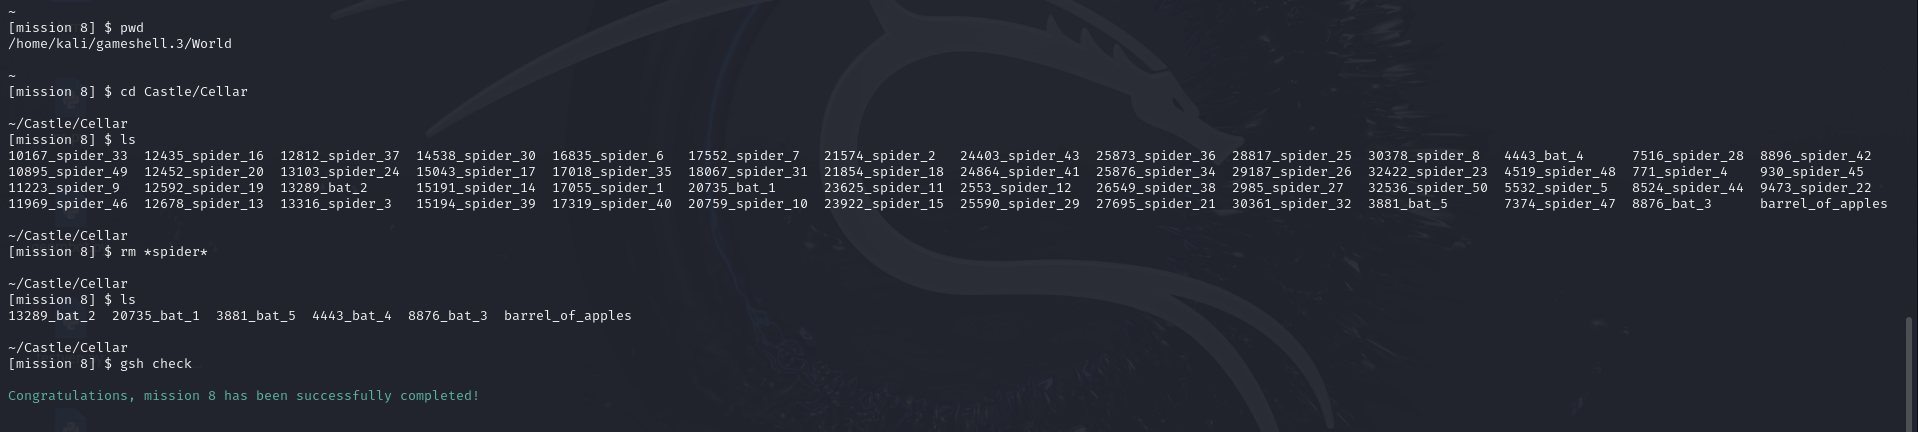 ~
[mission 8] $ pwd
/home/kali/gameshell.3/World
~
[mission 8] $ cd Castle/Cellar
~/Castle/Cellar
[mission 8] $ ls
10167_spider_33  12435_spider_16  12812_spider_37  14538_spider_30  16835_spider_6   17552_spider_7   21574_spider_2   24403_spider_43  25873_spider_36  28817_spider_25  30378_spider_8   4443_bat_4      7516_spider_28  8896_spider_42
10895_spider_49  12452_spider_20  13103_spider_24  15043_spider_17  17018_spider_35  18067_spider_31  21854_spider_18  24864_spider_41  25876_spider_34  29187_spider_26  32422_spider_23  4519_spider_48  771_spider_4    930_spider_45
11223_spider_9   12592_spider_19  13289_bat_2      15191_spider_14  17055_spider_1   20735_bat_1      23625_spider_11  2553_spider_12   26549_spider_38  2985_spider_27   32536_spider_50  5532_spider_5   8524_spider_44  9473_spider_22
11969_spider_46  12678_spider_13  13316_spider_3   15194_spider_39  17319_spider_40  20759_spider_10  23922_spider_15  25590_spider_29  27695_spider_21  30361_spider_32  3881_bat_5       7374_spider_47  8876_bat_3      barrel_of_apples
~/Castle/Cellar
[mission 8] $ rm *spider*
~/Castle/Cellar
[mission 8] $ ls
13289_bat_2  20735_bat_1  3881_bat_5  4443_bat_4  8876_bat_3  barrel_of_apples
~/Castle/Cellar
[mission 8] $ gsh check
Congratulations, mission 8 has been successfully completed!